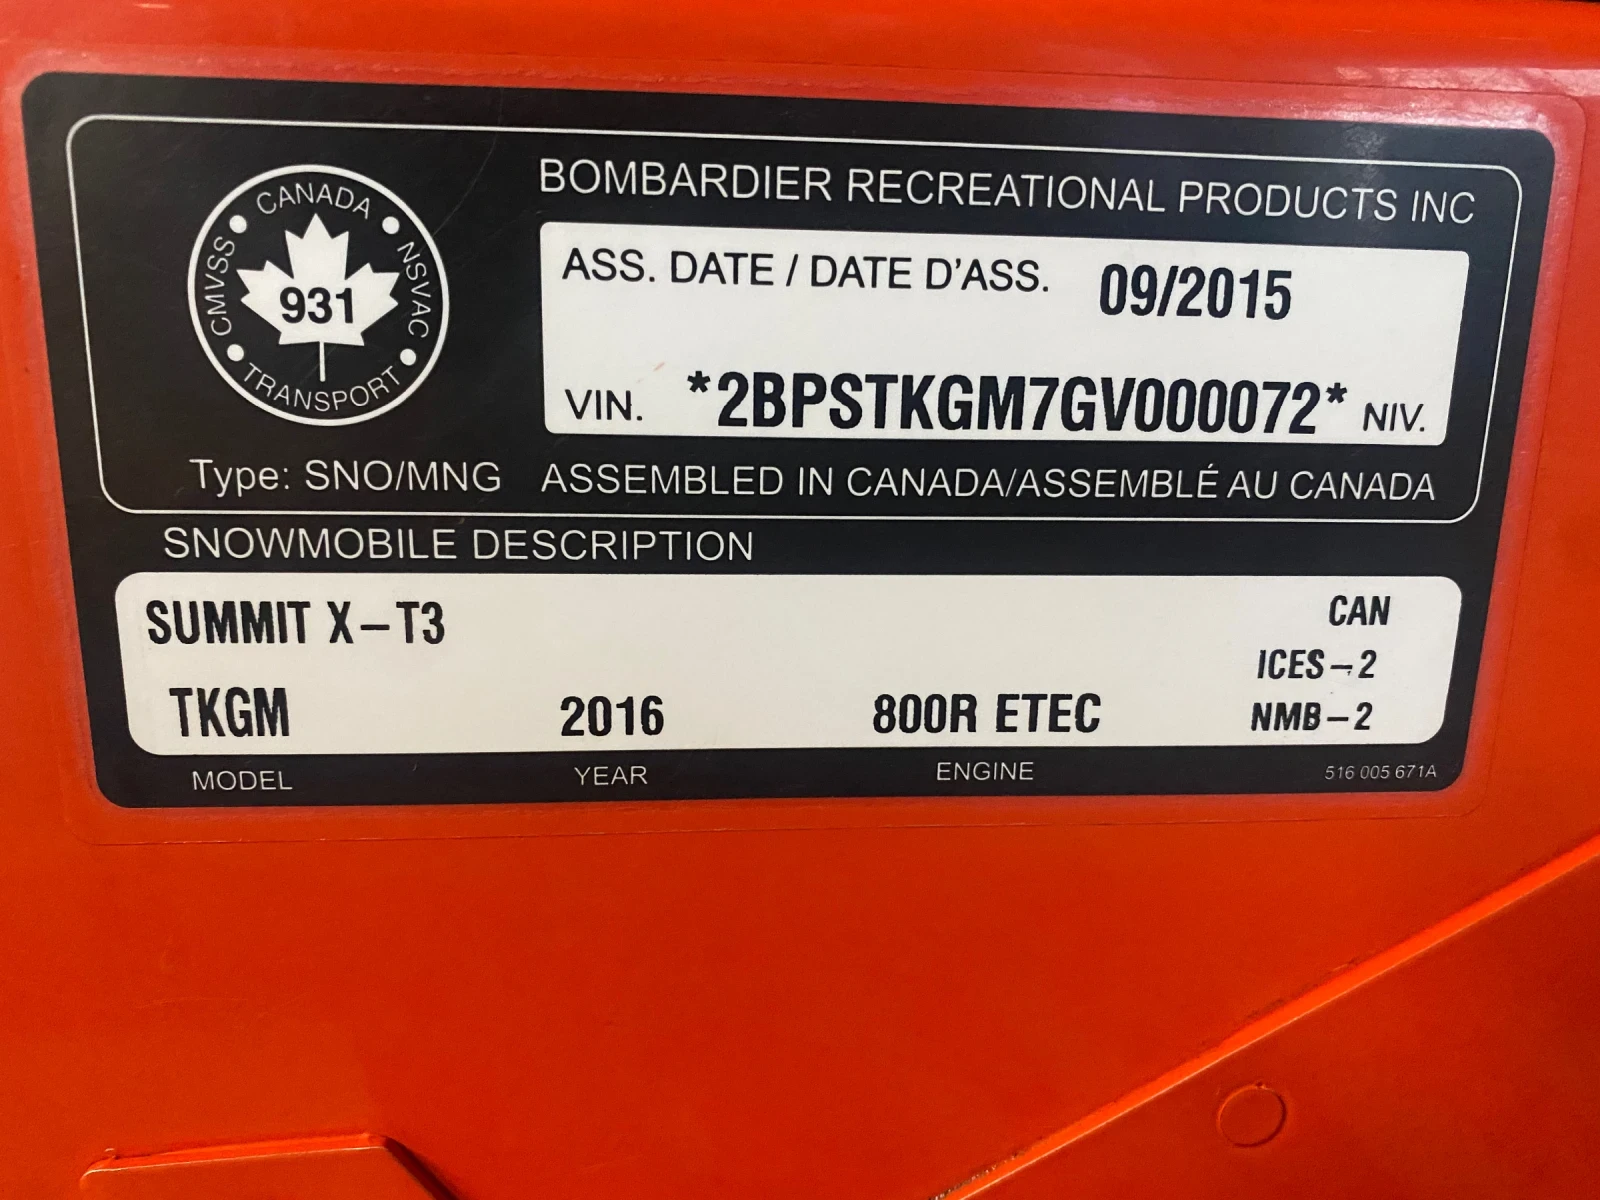 BOMBARDIER RECREATIONAL PRODUCTS INC
CANADA
CMVSS
NSVAC
931
TRANSPORT
ASS. DATE / DATE D'ASS. 09/2015
VIN. *2BPSTKGM7GV000072* NIV.
Type: SNO/MNG ASSEMBLED IN CANADA/ASSEMBLÉ AU CANADA
SNOWMOBILE DESCRIPTION
SUMMIT X-T3 CAN
ICES-2
TKGM 2016 800R ETEC NMB-2
MODEL YEAR ENGINE 516 005 671A